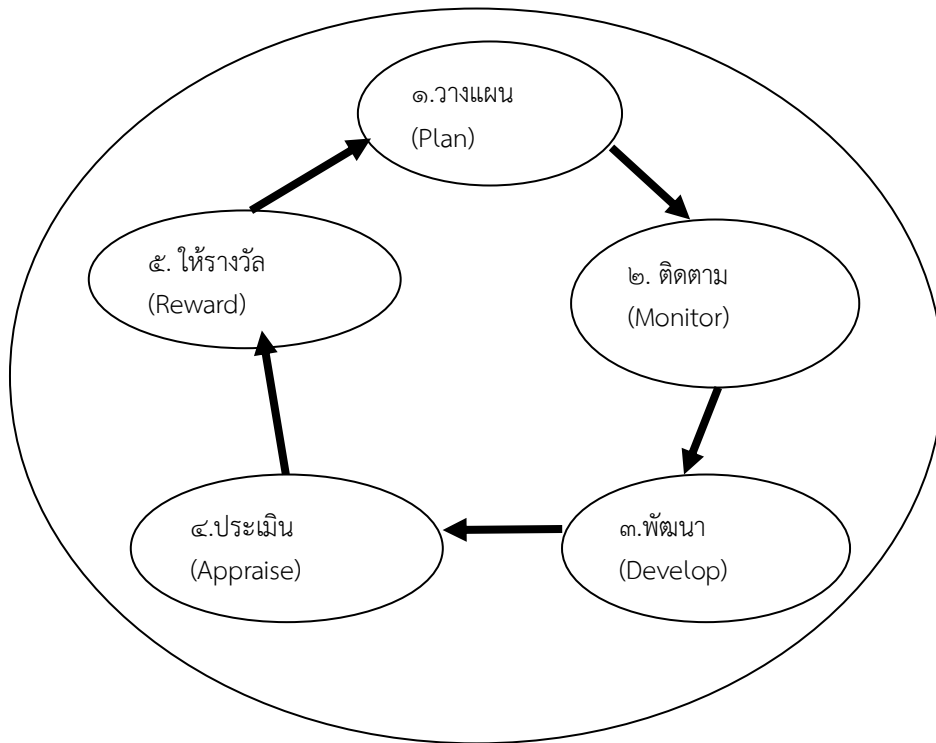 ๑.วางแผน
(Plan)
๒. ติดตาม
(Monitor)
๓.พัฒนา
(Develop)
๔.ประเมิน
(Appraise)
๕. ให้รางวัล
(Reward)